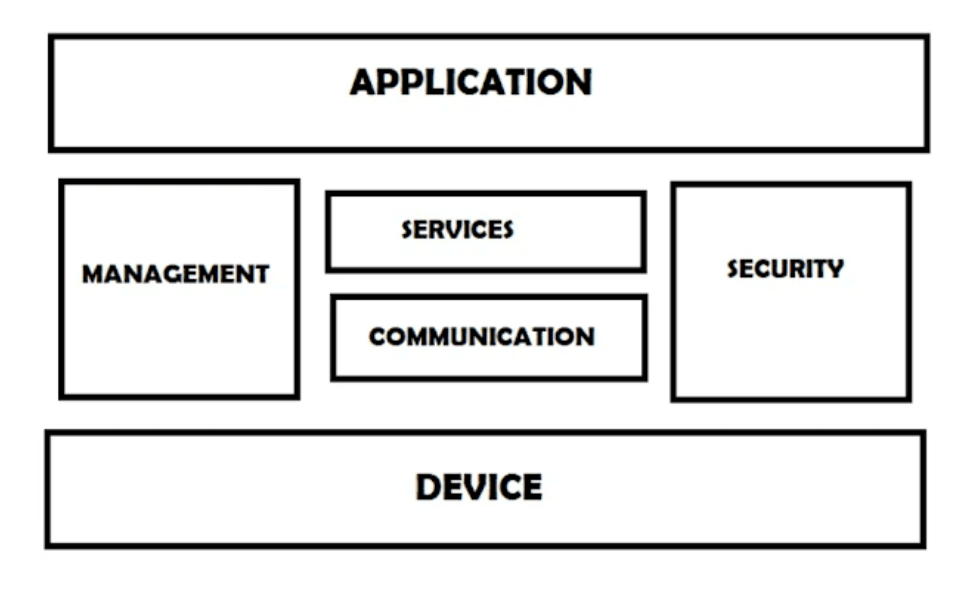 APPLICATION
MANAGEMENT
SERVICES
COMMUNICATION
SECURITY
DEVICE